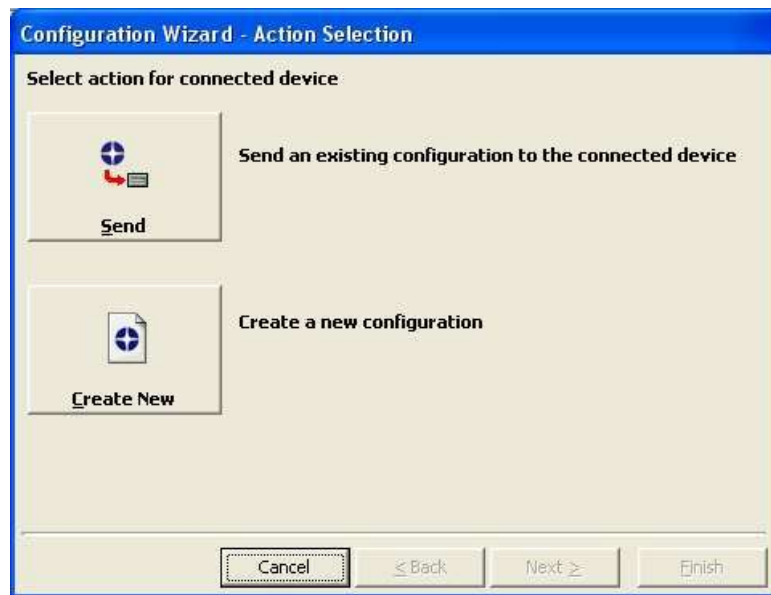 Configuration Wizard - Action Selection
Select action for connected device
Send an existing configuration to the connected device
Send
Create a new configuration
Create New
Cancel
< Back
Next >
Finish